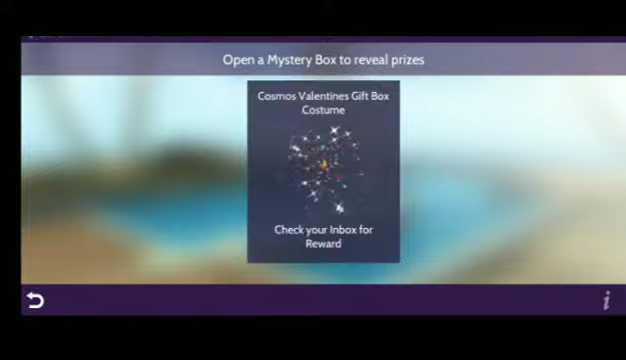 Open a Mystery Box to reveal prizes
Cosmos Valentines Gift Box
Costume
Check your Inbox for
Reward
i